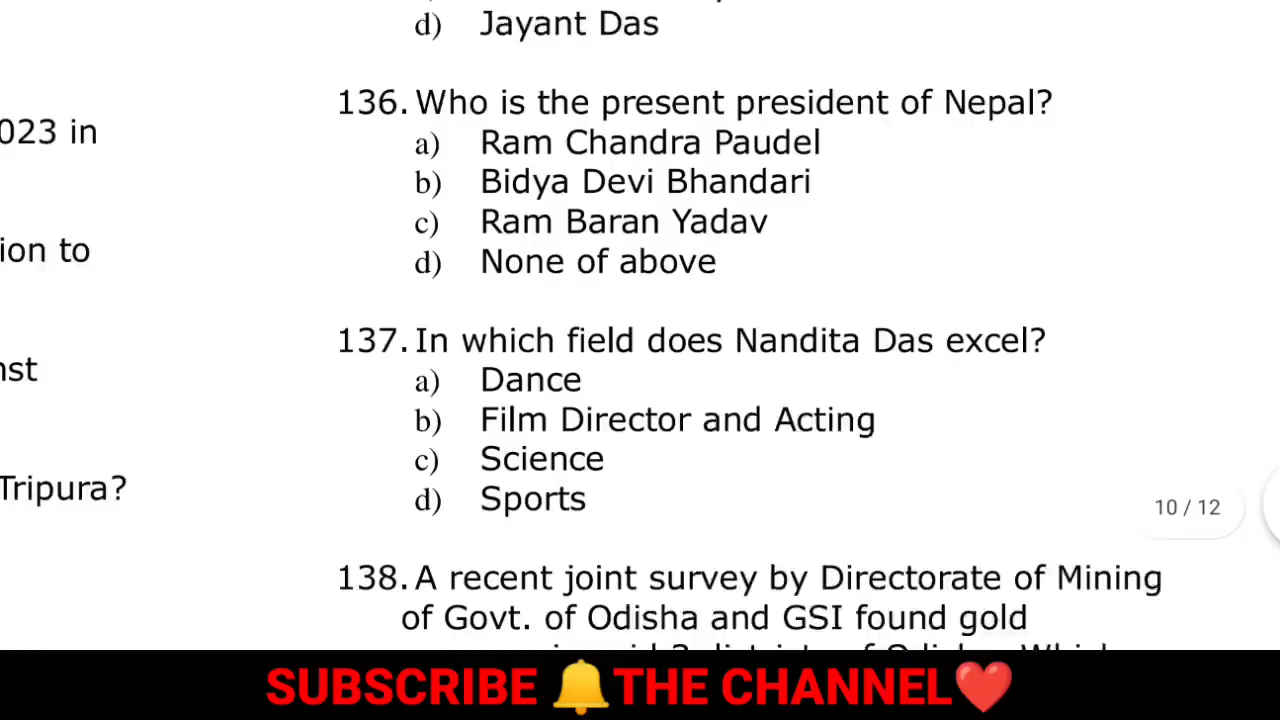 d) Jayant Das
136. Who is the present president of Nepal?
a) Ram Chandra Paudel
b) Bidya Devi Bhandari
c) Ram Baran Yadav
d) None of above
023 in
ion to
nst
Tripura?
137. In which field does Nandita Das excel?
a) Dance
b) Film Director and Acting
c) Science
d) Sports
10 / 12
138. A recent joint survey by Directorate of Mining
of Govt. of Odisha and GSI found gold
SUBSCRIBE 🔔THE CHANNEL❤️